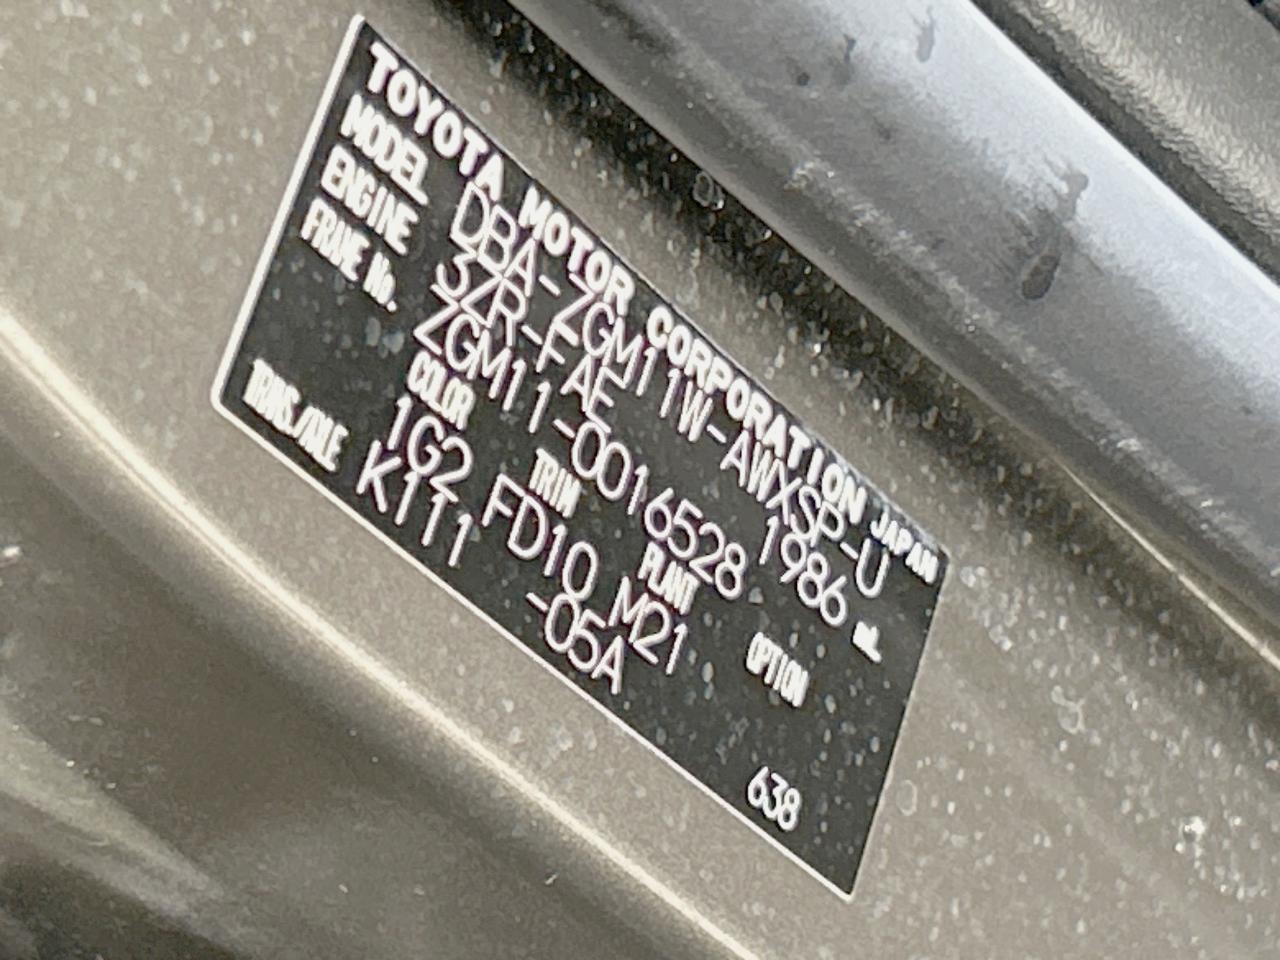 TOYOTA MOTOR CORPORATION JAPAN
MODEL DBA-ZGM11W-AWXSP-U
ENGINE 3ZR-FAE 1986 mL
FRAME No. ZGM11-0016528
COLOR TRIM PLANT OPTION
1G2 FD10 M21
TRANS./AXLE K111 -05A
638